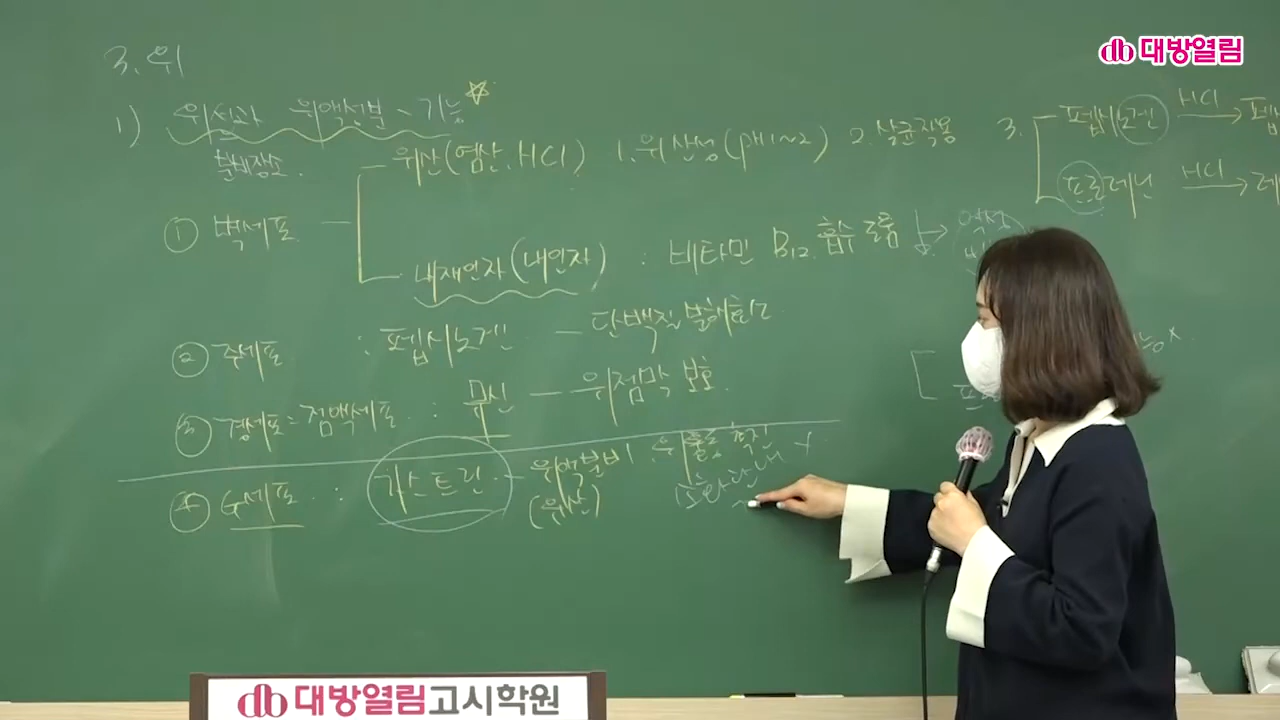 대방열림
3. 위
1) 위선과 위액성분、기능 ☆
분비장소.
위산(염산, HCl) 1. 위 산성(pH 1~2) 2. 살균작용
3. 펩시노겐 HCl → 펩
프로레닌 HCl → 레
① 벽세포
내재인자(내인자) : 비타민 B12 흡수 도움 ↓→
② 주세포 : 펩시노겐 — 단백질 분해효소
③ 경세포=점액세포 : 뮤신 — 위점막 보호.
④ G세포 : 가스트린 — 위액분비↑
(위산)
대방열림고시학원